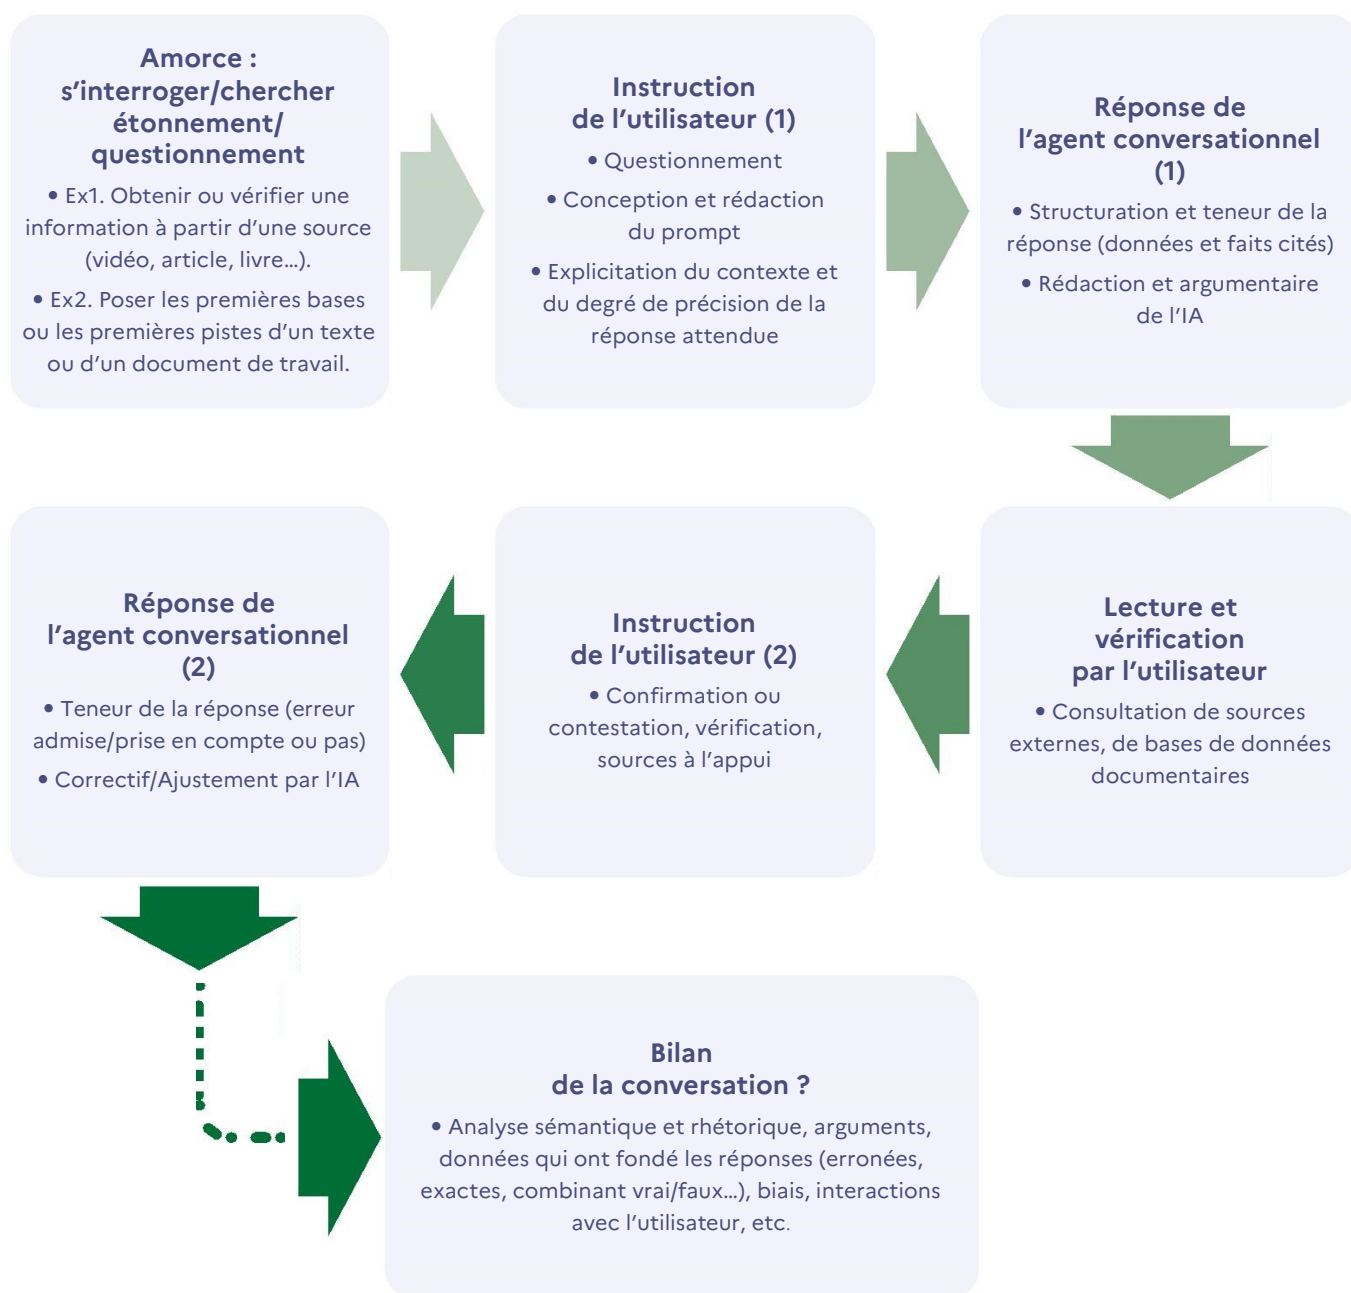 Amorce :
s'interroger/chercher
étonnement/
questionnement
• Ex1. Obtenir ou vérifier une
information à partir d'une source
(vidéo, article, livre…).
• Ex2. Poser les premières bases
ou les premières pistes d'un texte
ou d'un document de travail.
Instruction
de l'utilisateur (1)
• Questionnement
• Conception et rédaction
du prompt
• Explicitation du contexte et
du degré de précision de la
réponse attendue
Réponse de
l'agent conversationnel
(1)
• Structuration et teneur de la
réponse (données et faits cités)
• Rédaction et argumentaire
de l'IA
Lecture et
vérification
par l'utilisateur
• Consultation de sources
externes, de bases de données
documentaires
Instruction
de l'utilisateur (2)
• Confirmation ou
contestation, vérification,
sources à l'appui
Réponse de
l'agent conversationnel
(2)
• Teneur de la réponse (erreur
admise/prise en compte ou pas)
• Correctif/Ajustement par l'IA
Bilan
de la conversation ?
• Analyse sémantique et rhétorique, arguments,
données qui ont fondé les réponses (erronées,
exactes, combinant vrai/faux…), biais, interactions
avec l'utilisateur, etc.